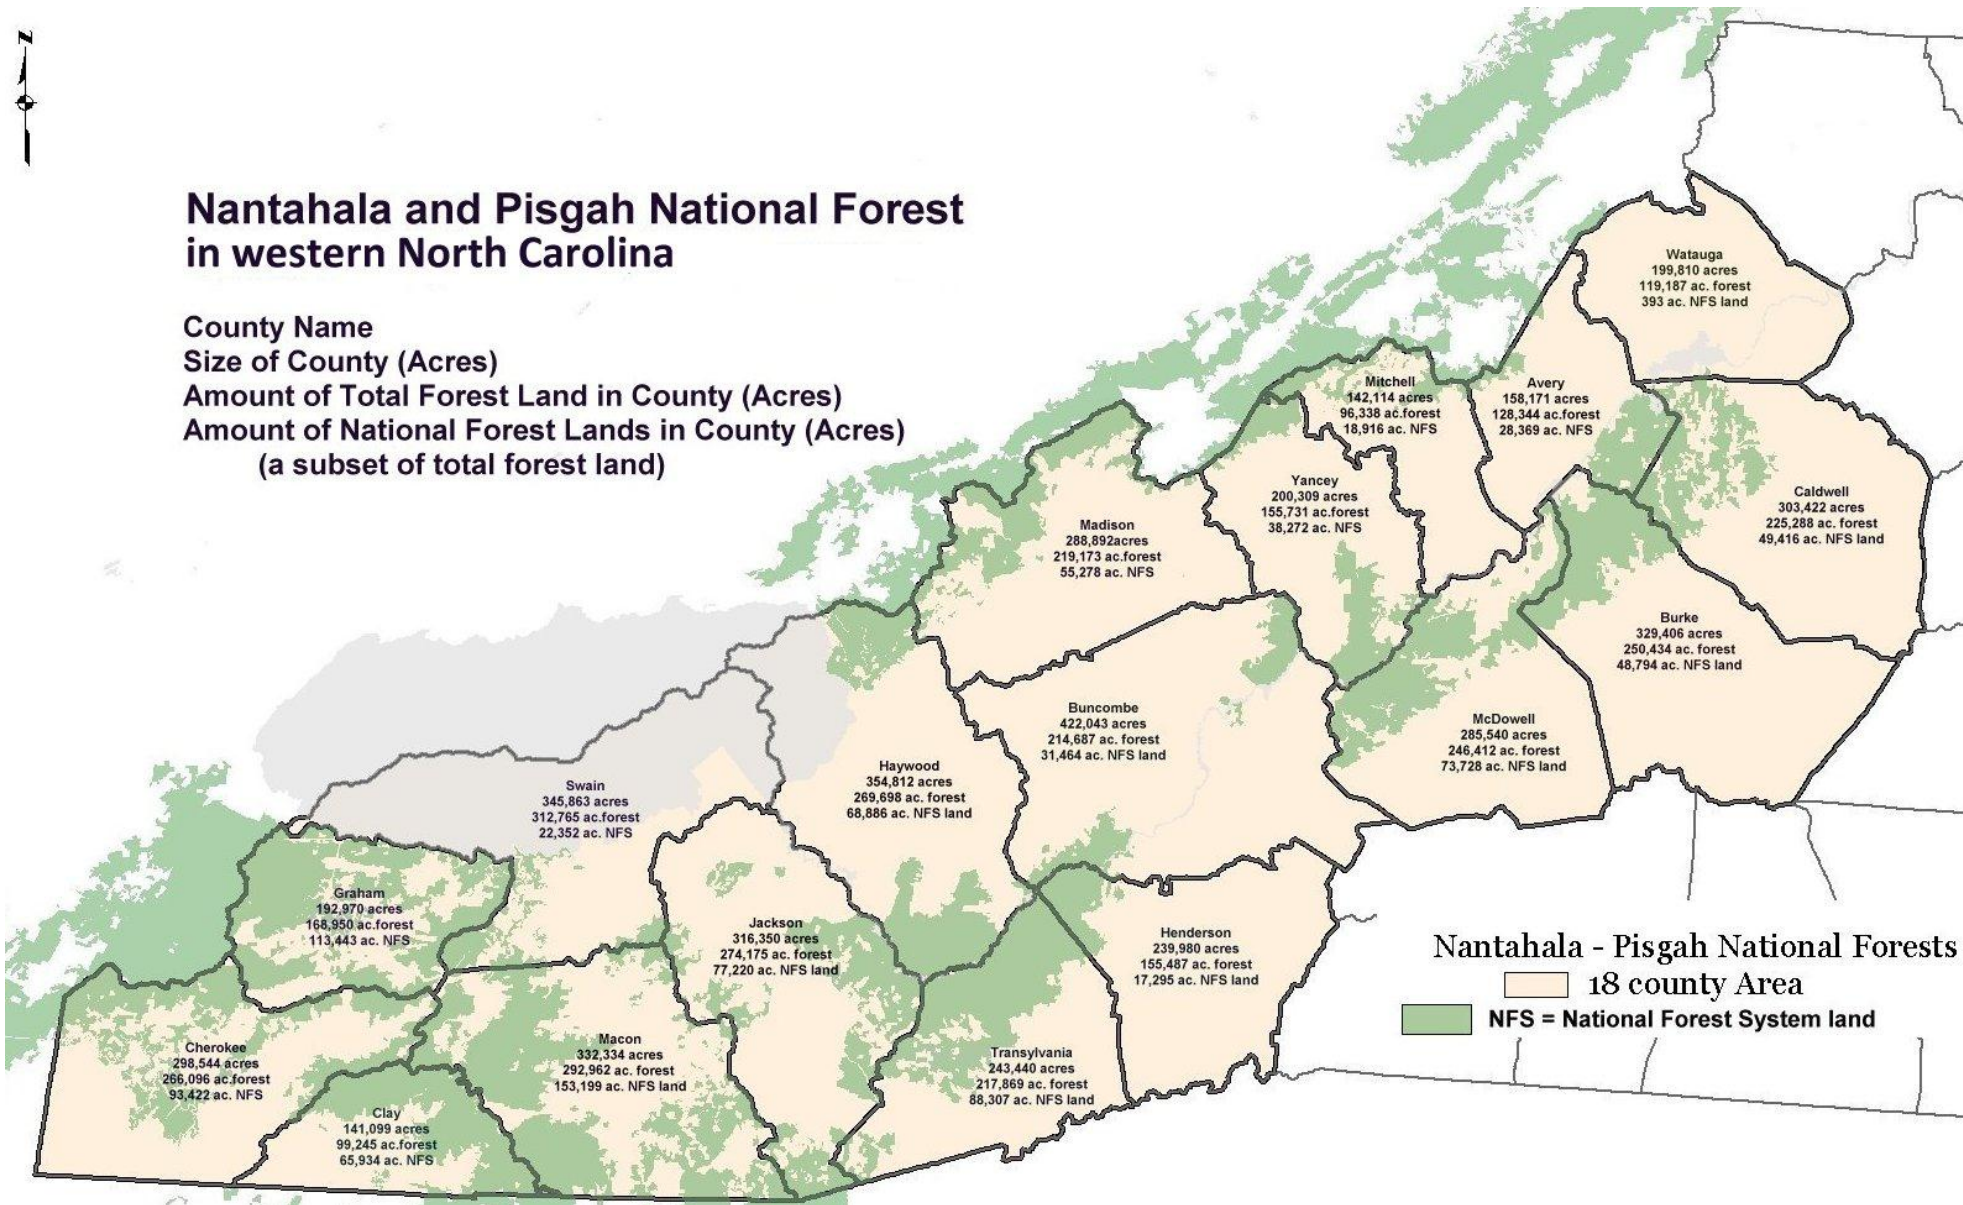 N
Nantahala and Pisgah National Forest
in western North Carolina
County Name
Size of County (Acres)
Amount of Total Forest Land in County (Acres)
Amount of National Forest Lands in County (Acres)
(a subset of total forest land)
Watauga
199,810 acres
119,187 ac. forest
393 ac. NFS land
Mitchell
142,114 acres
96,338 ac.forest
18,916 ac. NFS
Avery
158,171 acres
128,344 ac.forest
28,369 ac. NFS
Yancey
200,309 acres
155,731 ac.forest
38,272 ac. NFS
Caldwell
303,422 acres
225,288 ac. forest
49,416 ac. NFS land
Madison
288,892acres
219,173 ac.forest
55,278 ac. NFS
Burke
329,406 acres
250,434 ac. forest
48,794 ac. NFS land
Buncombe
422,043 acres
214,687 ac. forest
31,464 ac. NFS land
McDowell
285,540 acres
246,412 ac. forest
73,728 ac. NFS land
Haywood
354,812 acres
269,698 ac. forest
68,886 ac. NFS land
Swain
345,863 acres
312,765 ac.forest
22,352 ac. NFS
Graham
192,970 acres
168,950 ac.forest
113,443 ac. NFS
Jackson
316,350 acres
274,175 ac. forest
77,220 ac. NFS land
Henderson
239,980 acres
155,487 ac. forest
17,295 ac. NFS land
Cherokee
298,544 acres
266,096 ac.forest
93,422 ac. NFS
Macon
332,334 acres
292,962 ac. forest
153,199 ac. NFS land
Transylvania
243,440 acres
217,869 ac. forest
88,307 ac. NFS land
Clay
141,099 acres
99,245 ac.forest
65,934 ac. NFS
Nantahala - Pisgah National Forests
18 county Area
NFS = National Forest System land